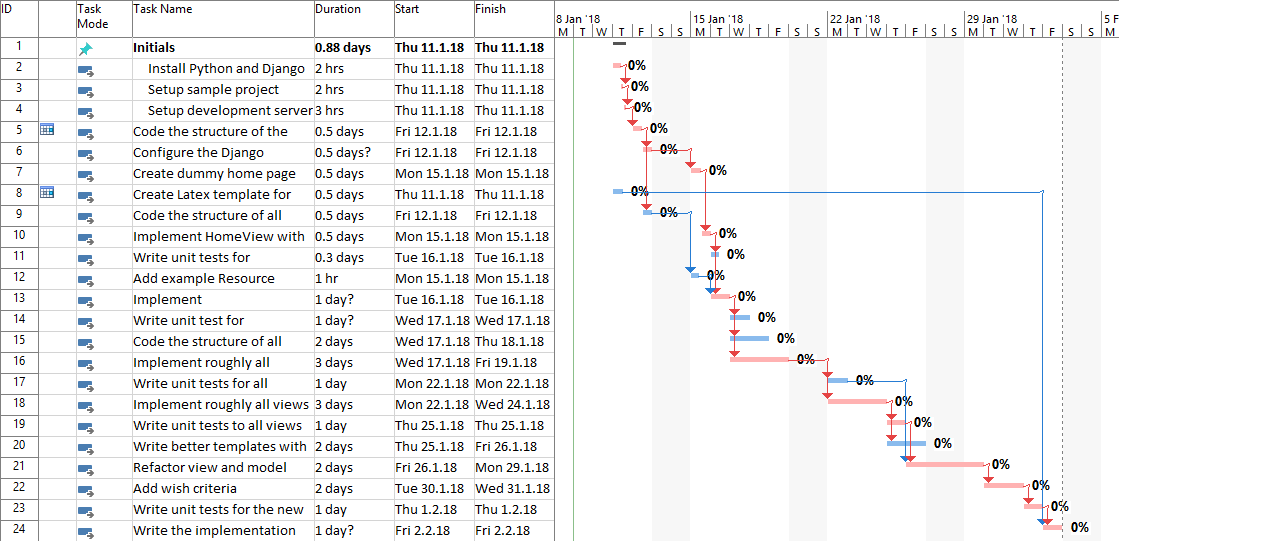 ID Task Mode Task Name Duration Start Finish
8 Jan '18 15 Jan '18 22 Jan '18 29 Jan '18 5 F
M T W T F S S M T W T F S S M T W T F S S M T W T F S S M
1 Initials 0.88 days Thu 11.1.18 Thu 11.1.18
2 Install Python and Django 2 hrs Thu 11.1.18 Thu 11.1.18 0%
3 Setup sample project 2 hrs Thu 11.1.18 Thu 11.1.18 0%
4 Setup development server 3 hrs Thu 11.1.18 Thu 11.1.18 0%
5 Code the structure of the 0.5 days Fri 12.1.18 Fri 12.1.18 0%
6 Configure the Django 0.5 days? Fri 12.1.18 Fri 12.1.18 0%
7 Create dummy home page 0.5 days Mon 15.1.18 Mon 15.1.18 0%
8 Create Latex template for 0.5 days Thu 11.1.18 Thu 11.1.18 0%
9 Code the structure of all 0.5 days Fri 12.1.18 Fri 12.1.18 0%
10 Implement HomeView with 0.5 days Mon 15.1.18 Mon 15.1.18 0%
11 Write unit tests for 0.3 days Tue 16.1.18 Tue 16.1.18 0%
12 Add example Resource 1 hr Mon 15.1.18 Mon 15.1.18 0%
13 Implement 1 day? Tue 16.1.18 Tue 16.1.18 0%
14 Write unit test for 1 day? Wed 17.1.18 Wed 17.1.18 0%
15 Code the structure of all 2 days Wed 17.1.18 Thu 18.1.18 0%
16 Implement roughly all 3 days Wed 17.1.18 Fri 19.1.18 0%
17 Write unit tests for all 1 day Mon 22.1.18 Mon 22.1.18 0%
18 Implement roughly all views 3 days Mon 22.1.18 Wed 24.1.18 0%
19 Write unit tests to all views 1 day Thu 25.1.18 Thu 25.1.18 0%
20 Write better templates with 2 days Thu 25.1.18 Fri 26.1.18 0%
21 Refactor view and model 2 days Fri 26.1.18 Mon 29.1.18 0%
22 Add wish criteria 2 days Tue 30.1.18 Wed 31.1.18 0%
23 Write unit tests for the new 1 day Thu 1.2.18 Thu 1.2.18 0%
24 Write the implementation 1 day? Fri 2.2.18 Fri 2.2.18 0%